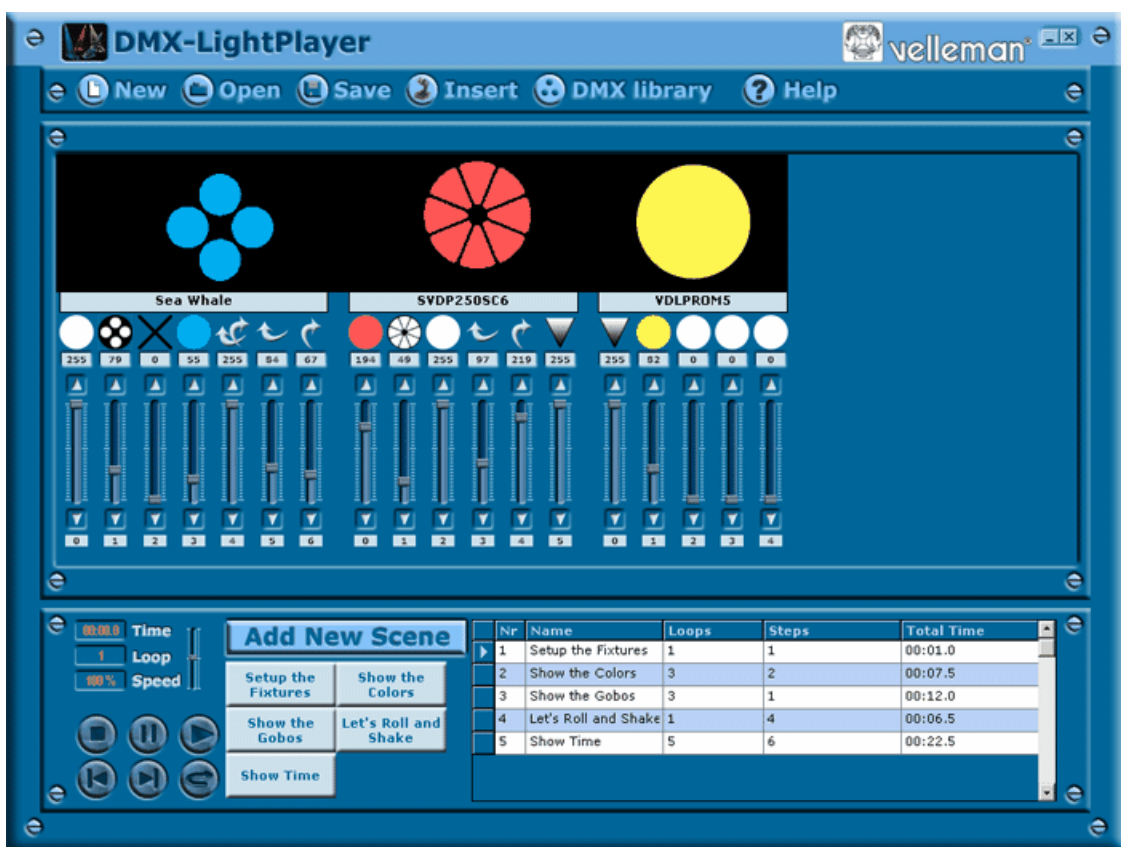 DMX-LightPlayer
velleman®
New Open Save Insert DMX library ? Help
Sea Whale SVDP250SC6 VDLPROM5
255 79 0 55 255 84 67 194 49 255 97 219 255 255 82 0 0 0
0 1 2 3 4 5 6 0 1 2 3 4 5 0 1 2 3 4
00:00.0 Time
1 Loop
100% Speed
Add New Scene
Setup the
Fixtures
Show the
Colors
Show the
Gobos
Let's Roll and
Shake
Show Time
Nr Name Loops Steps Total Time
1 Setup the Fixtures 1 1 00:01.0
2 Show the Colors 3 2 00:07.5
3 Show the Gobos 3 1 00:12.0
4 Let's Roll and Shake 1 4 00:06.5
5 Show Time 5 6 00:22.5